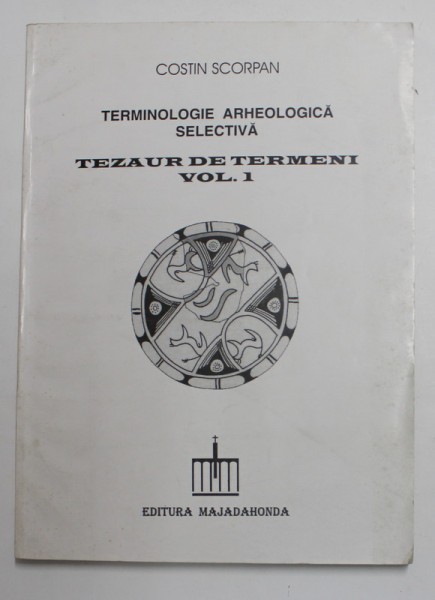 COSTIN SCORPAN
TERMINOLOGIE ARHEOLOGICĂ
SELECTIVĂ
TEZAUR DE TERMENI
VOL. 1
EDITURA MAJADAHONDA